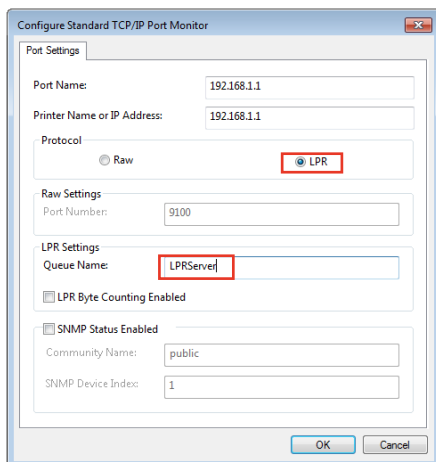 Configure Standard TCP/IP Port Monitor
Port Settings
Port Name: 192.168.1.1
Printer Name or IP Address: 192.168.1.1
Protocol
Raw LPR
Raw Settings
Port Number: 9100
LPR Settings
Queue Name: LPRServer
LPR Byte Counting Enabled
SNMP Status Enabled
Community Name: public
SNMP Device Index: 1
OK Cancel